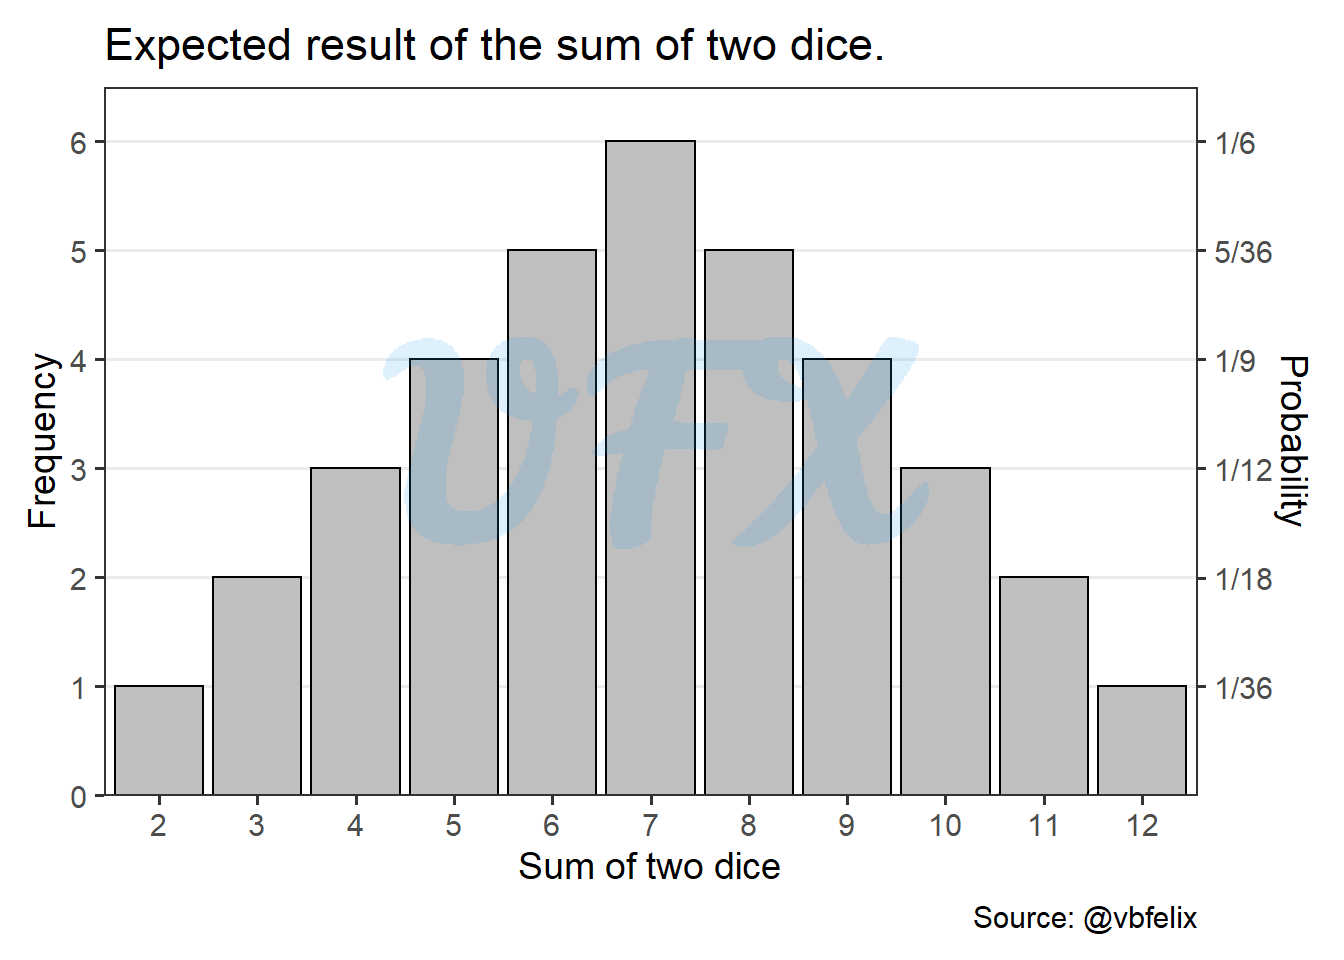 Expected result of the sum of two dice.
Frequency
6
5
4
3
2
1
0
1/6
5/36
1/9
1/12
1/18
1/36
Probability
VFX
2 3 4 5 6 7 8 9 10 11 12
Sum of two dice
Source: @vbfelix